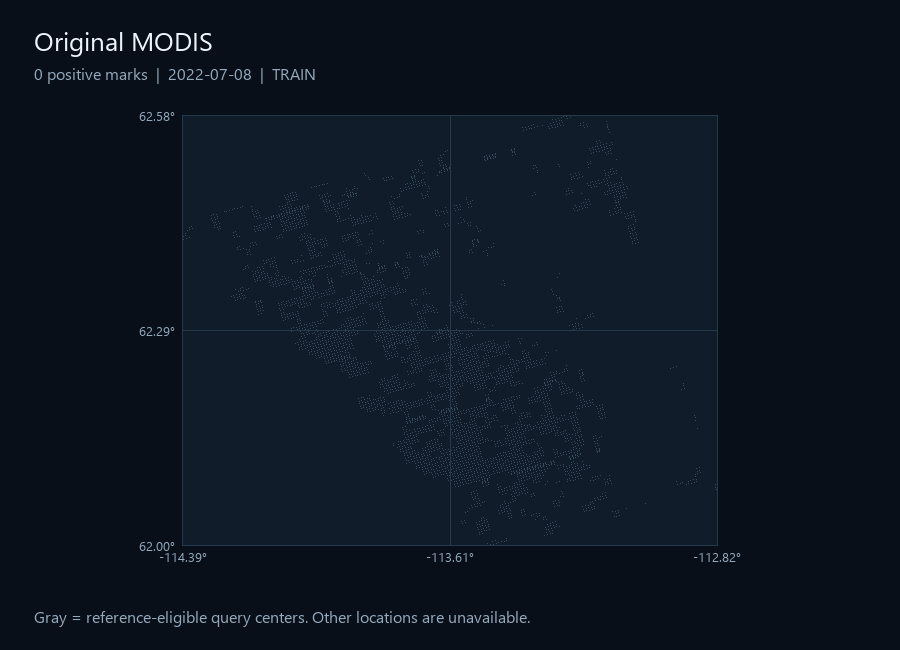 Original MODIS
0 positive marks | 2022-07-08 | TRAIN
62.58°
62.29°
62.00°
-114.39°
-113.61°
-112.82°
Gray = reference-eligible query centers. Other locations are unavailable.